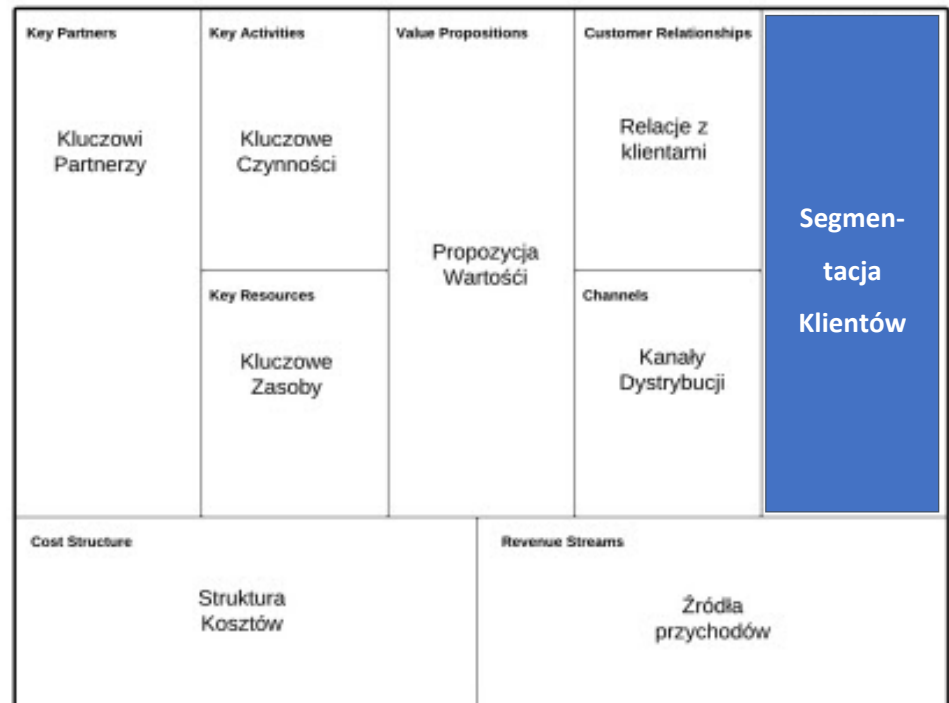 Key Partners
Kluczowi
Partnerzy
Key Activities
Kluczowe
Czynności
Key Resources
Kluczowe
Zasoby
Value Propositions
Propozycja
Wartośći
Customer Relationships
Relacje z
klientami
Channels
Kanały
Dystrybucji
Segmen-
tacja
Klientów
Cost Structure
Struktura
Kosztów
Revenue Streams
Źródła
przychodów